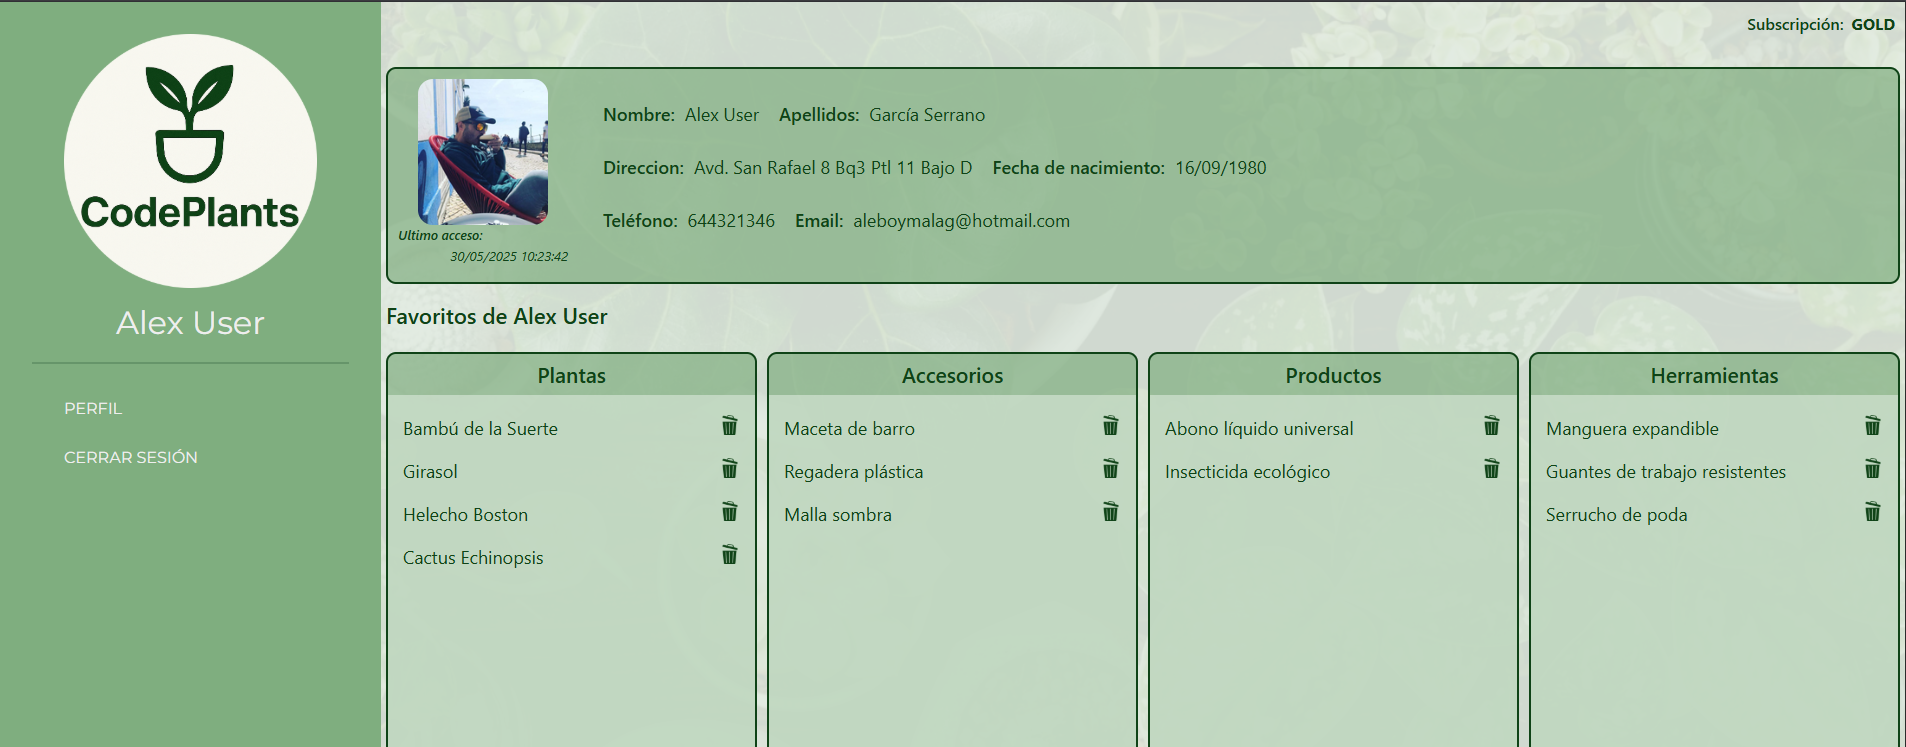 CodePlants
Alex User
PERFIL
CERRAR SESIÓN
Subscripción: GOLD
Nombre: Alex User Apellidos: García Serrano
Direccion: Avd. San Rafael 8 Bq3 Ptl 11 Bajo D Fecha de nacimiento: 16/09/1980
Teléfono: 644321346 Email: aleboymalag@hotmail.com
Ultimo acceso:
30/05/2025 10:23:42
Favoritos de Alex User
Plantas
Bambú de la Suerte
Girasol
Helecho Boston
Cactus Echinopsis
Accesorios
Maceta de barro
Regadera plástica
Malla sombra
Productos
Abono líquido universal
Insecticida ecológico
Herramientas
Manguera expandible
Guantes de trabajo resistentes
Serrucho de poda